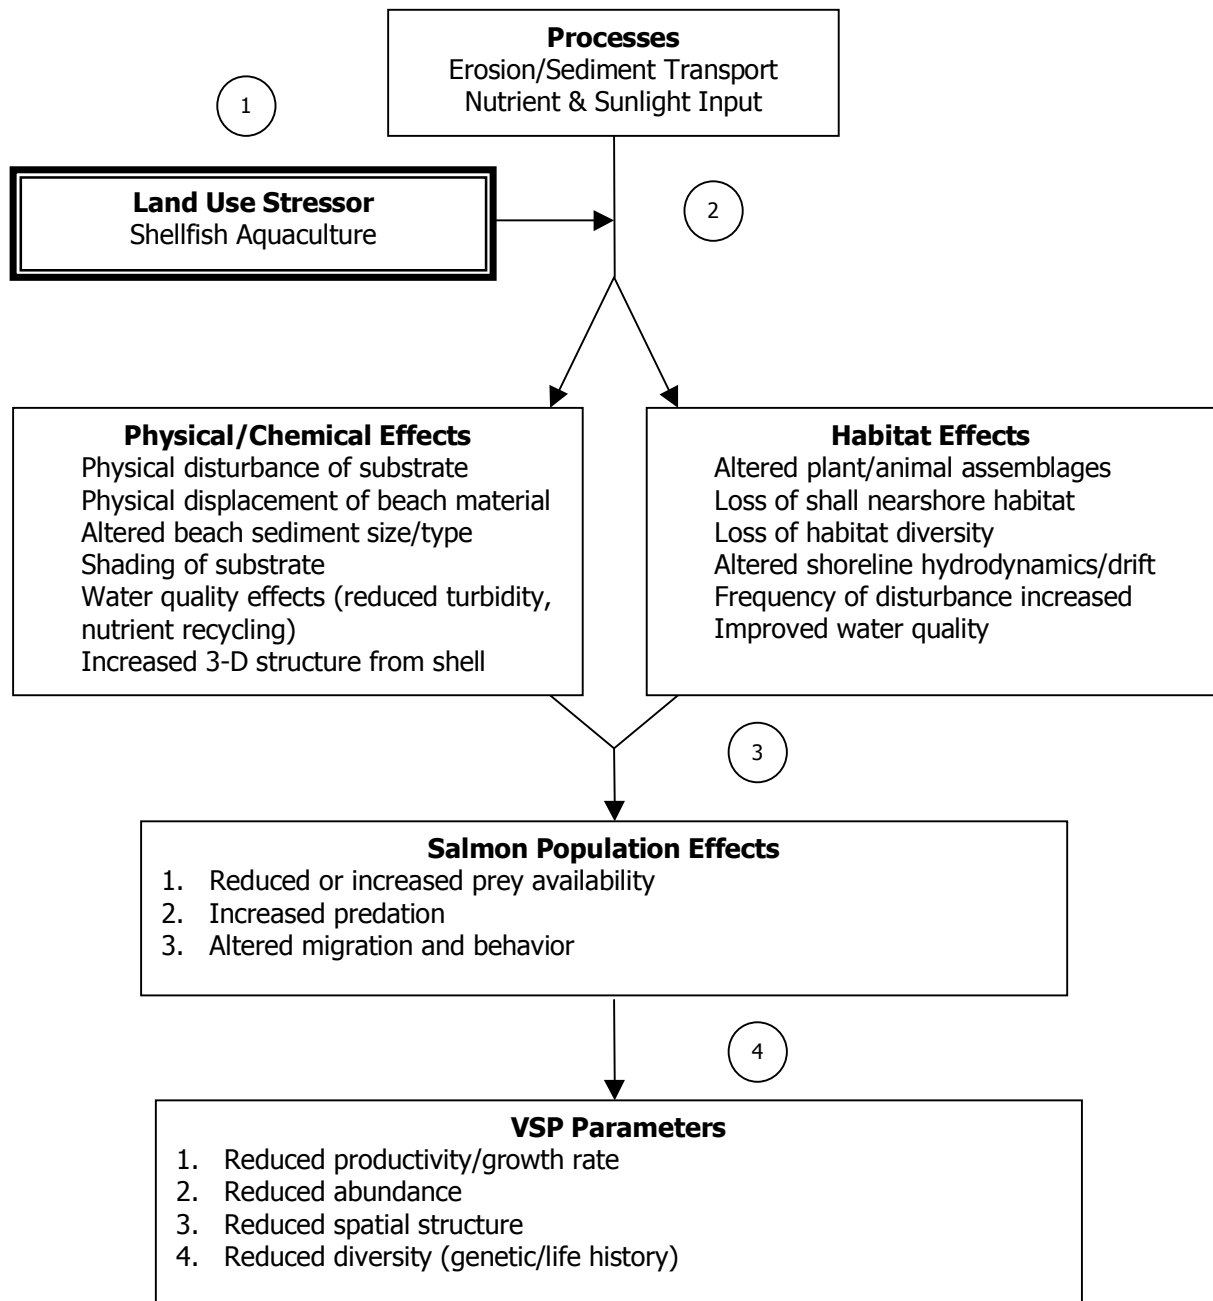 Processes
Erosion/Sediment Transport
Nutrient & Sunlight Input
1
Land Use Stressor
Shellfish Aquaculture
2
Physical/Chemical Effects
Physical disturbance of substrate
Physical displacement of beach material
Altered beach sediment size/type
Shading of substrate
Water quality effects (reduced turbidity,
nutrient recycling)
Increased 3-D structure from shell
Habitat Effects
Altered plant/animal assemblages
Loss of shall nearshore habitat
Loss of habitat diversity
Altered shoreline hydrodynamics/drift
Frequency of disturbance increased
Improved water quality
3
Salmon Population Effects
1. Reduced or increased prey availability
2. Increased predation
3. Altered migration and behavior
4
VSP Parameters
1. Reduced productivity/growth rate
2. Reduced abundance
3. Reduced spatial structure
4. Reduced diversity (genetic/life history)